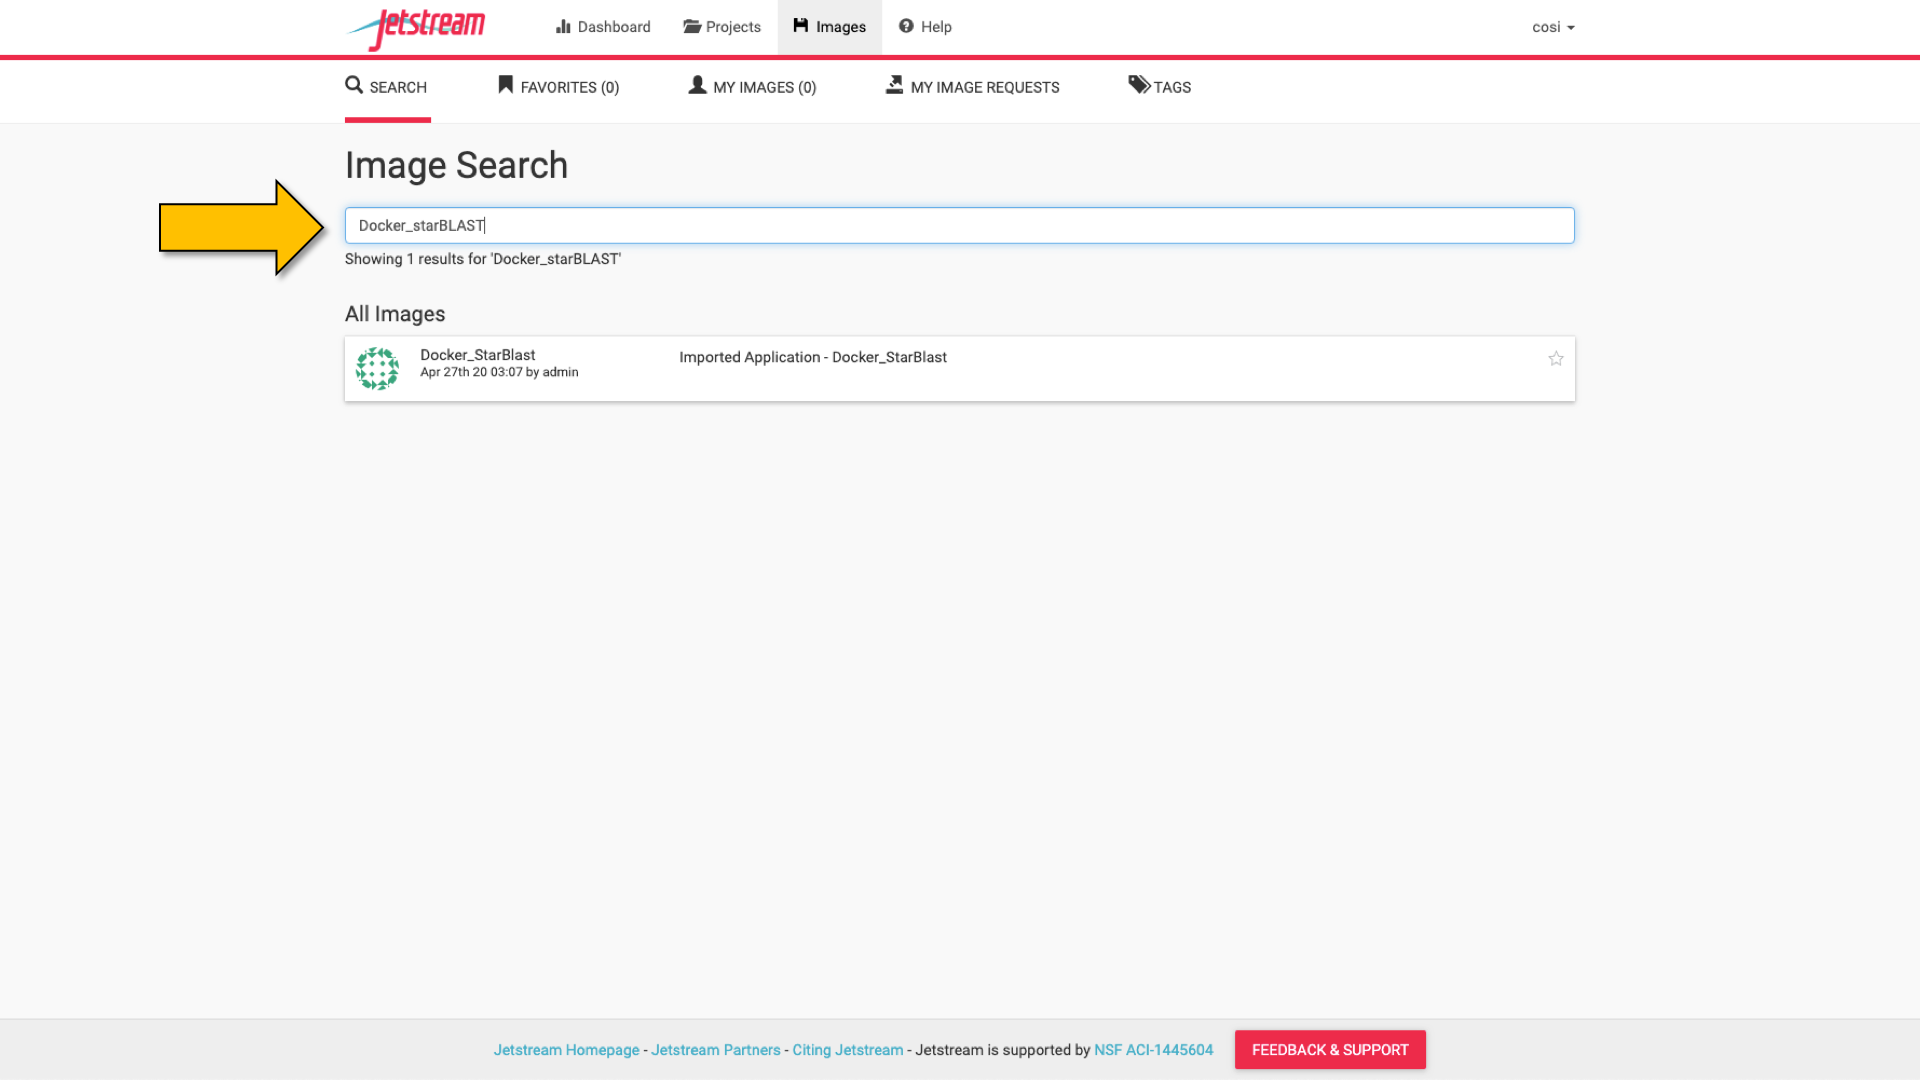 Jetstream Dashboard Projects Images Help cosi
SEARCH FAVORITES (0) MY IMAGES (0) MY IMAGE REQUESTS TAGS
Image Search
Docker_starBLAST
Showing 1 results for 'Docker_starBLAST'
All Images
Docker_StarBlast Imported Application - Docker_StarBlast
Apr 27th 20 03:07 by admin
Jetstream Homepage - Jetstream Partners - Citing Jetstream - Jetstream is supported by NSF ACI-1445604 FEEDBACK & SUPPORT